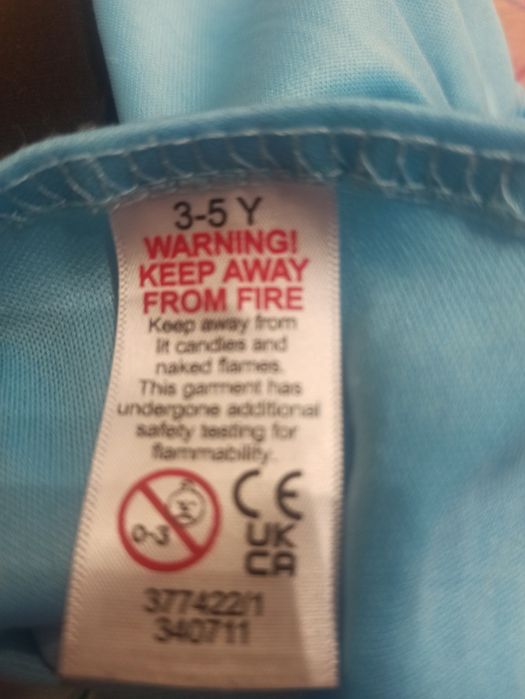 3-5 Y
WARNING!
KEEP AWAY
FROM FIRE
Keep away from
lit candles and
naked flames.
This garment has
undergone additional
safety testing for
flammability.
0-3
CE
UK
CA
377422/1
340711